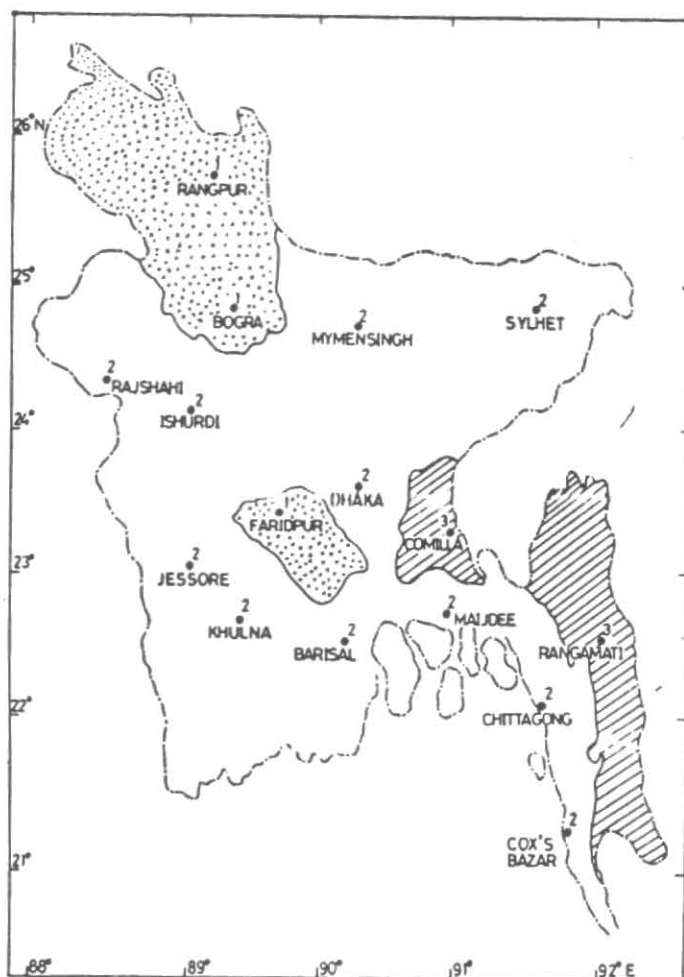 26°N
1
RANGPUR
25°
1
BOGRA
2
MYMENSINGH
2
SYLHET
2
RAJSHAHI
24°
2
ISHURDI
2
DHAKA
1
FARIDPUR
3
COMILLA
23°
2
JESSORE
2
KHULNA
2
BARISAL
2
MAIJDEE
3
RANGAMATI
22°
2
CHITTAGONG
2
COX'S
BAZAR
21°
88°
89°
90°
91°
92°E